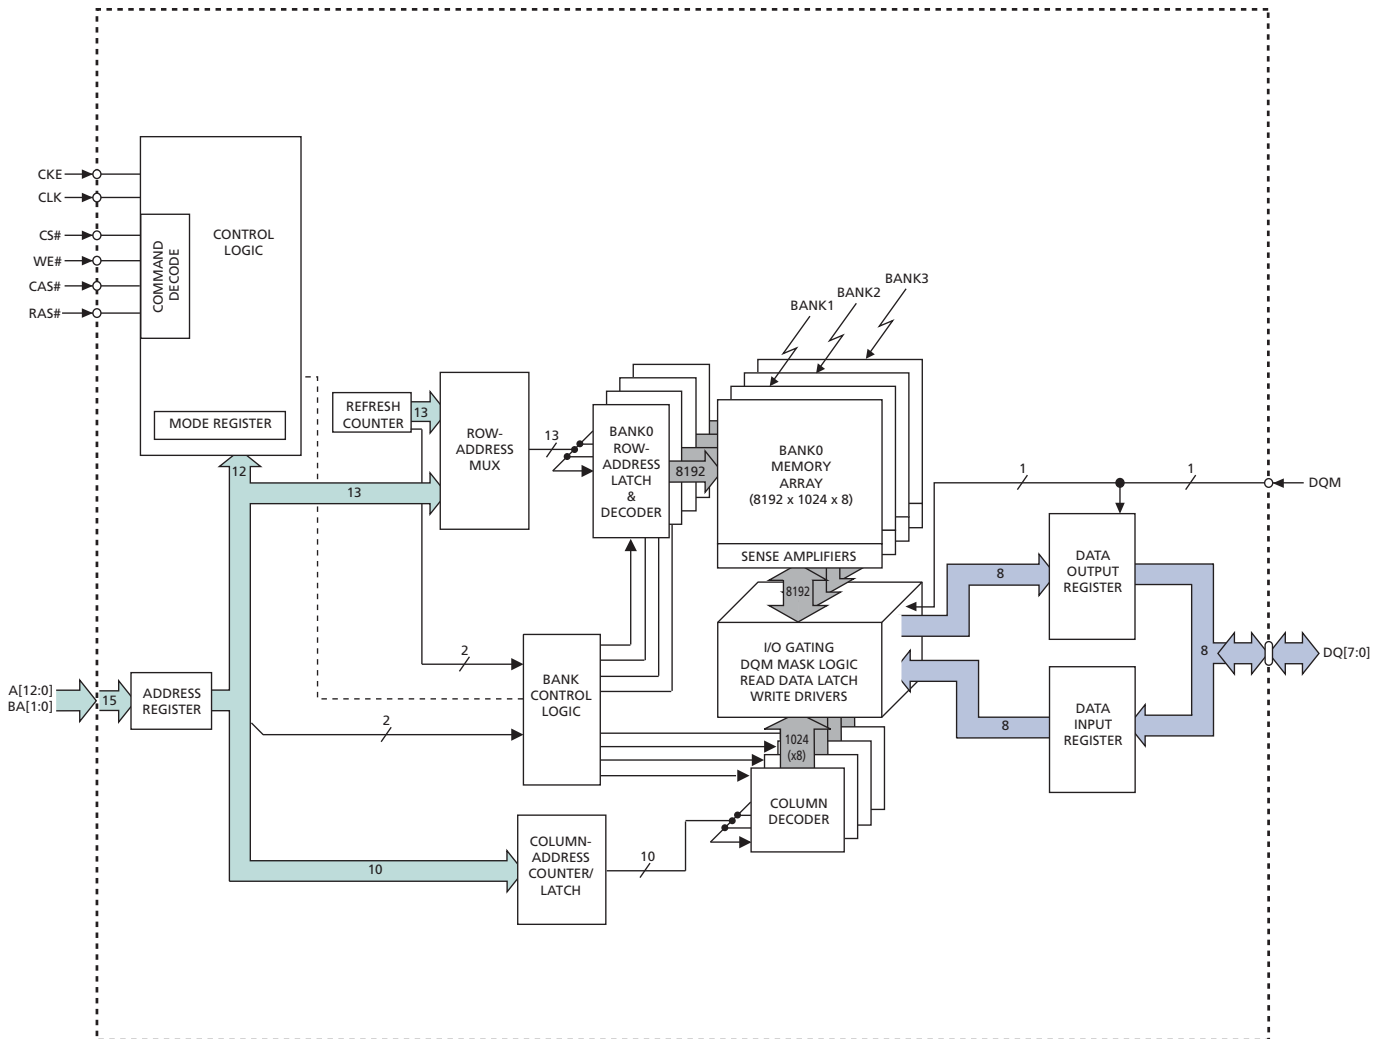 CKE
CLK
CS#
WE#
CAS#
RAS#
COMMAND
DECODE
CONTROL
LOGIC
MODE REGISTER
12
BANK1
BANK2
BANK3
REFRESH
COUNTER
13
ROW-
ADDRESS
MUX
13
13
BANK0
ROW-
ADDRESS
LATCH
&
DECODER
8192
BANK0
MEMORY
ARRAY
(8192 x 1024 x 8)
SENSE AMPLIFIERS
8192
1
1
DQM
DATA
OUTPUT
REGISTER
8
I/O GATING
DQM MASK LOGIC
READ DATA LATCH
WRITE DRIVERS
8
DQ[7:0]
DATA
INPUT
REGISTER
8
A[12:0]
BA[1:0]
15
ADDRESS
REGISTER
2
2
BANK
CONTROL
LOGIC
1024
(x8)
COLUMN
DECODER
10
COLUMN-
ADDRESS
COUNTER/
LATCH
10